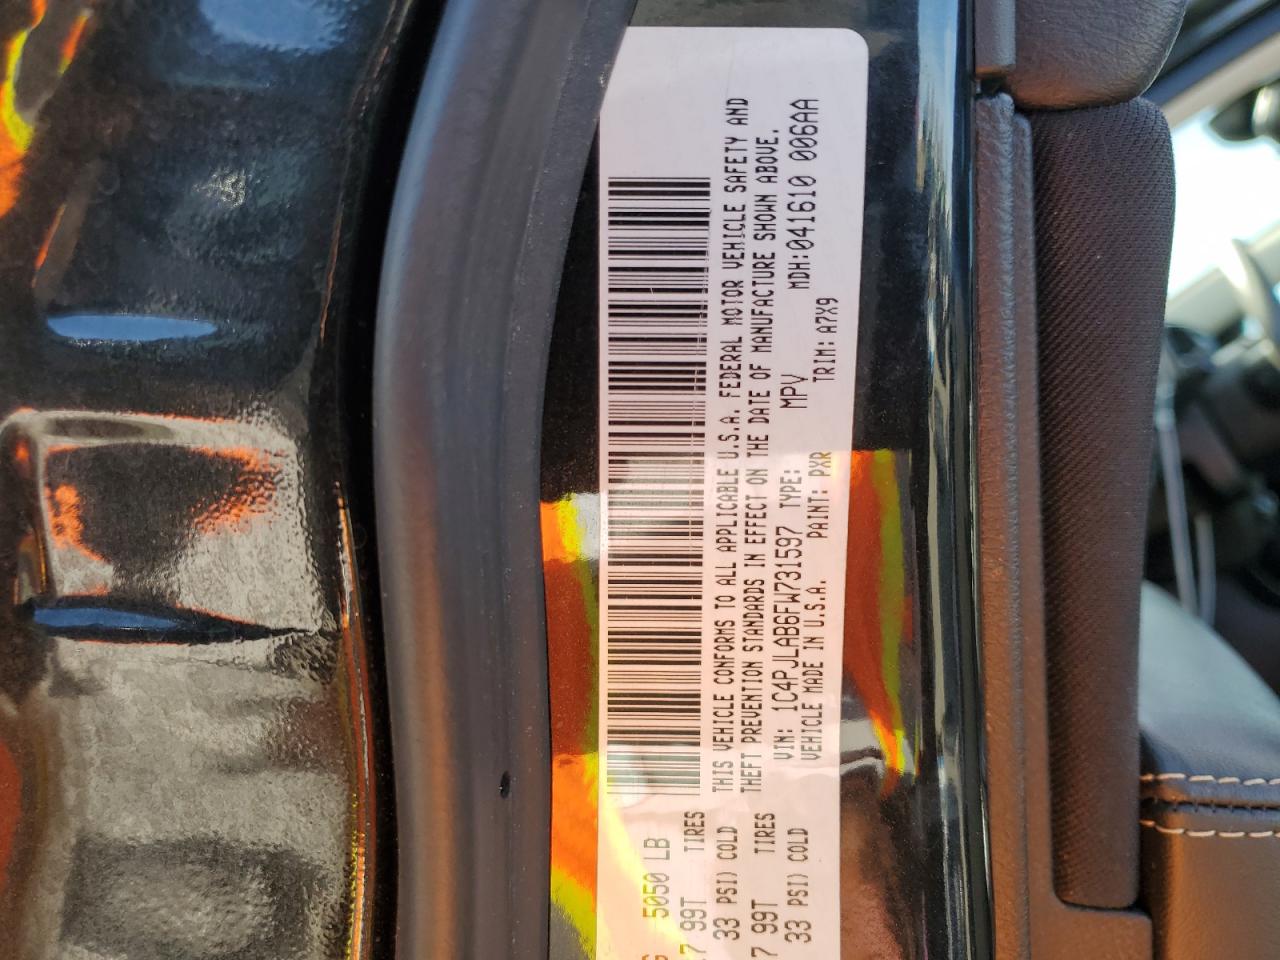 5050 LB
99T TIRES
33 PSI) COLD
99T TIRES
33 PSI) COLD
THIS VEHICLE CONFORMS TO ALL APPLICABLE U.S.A. FEDERAL MOTOR VEHICLE SAFETY AND
THEFT PREVENTION STANDARDS IN EFFECT ON THE DATE OF MANUFACTURE SHOWN ABOVE.
VIN: 1C4PJLAB6FW731597 TYPE: MPV MDH:041610 006AA
VEHICLE MADE IN U.S.A. PAINT: PXR TRIM: A7X9